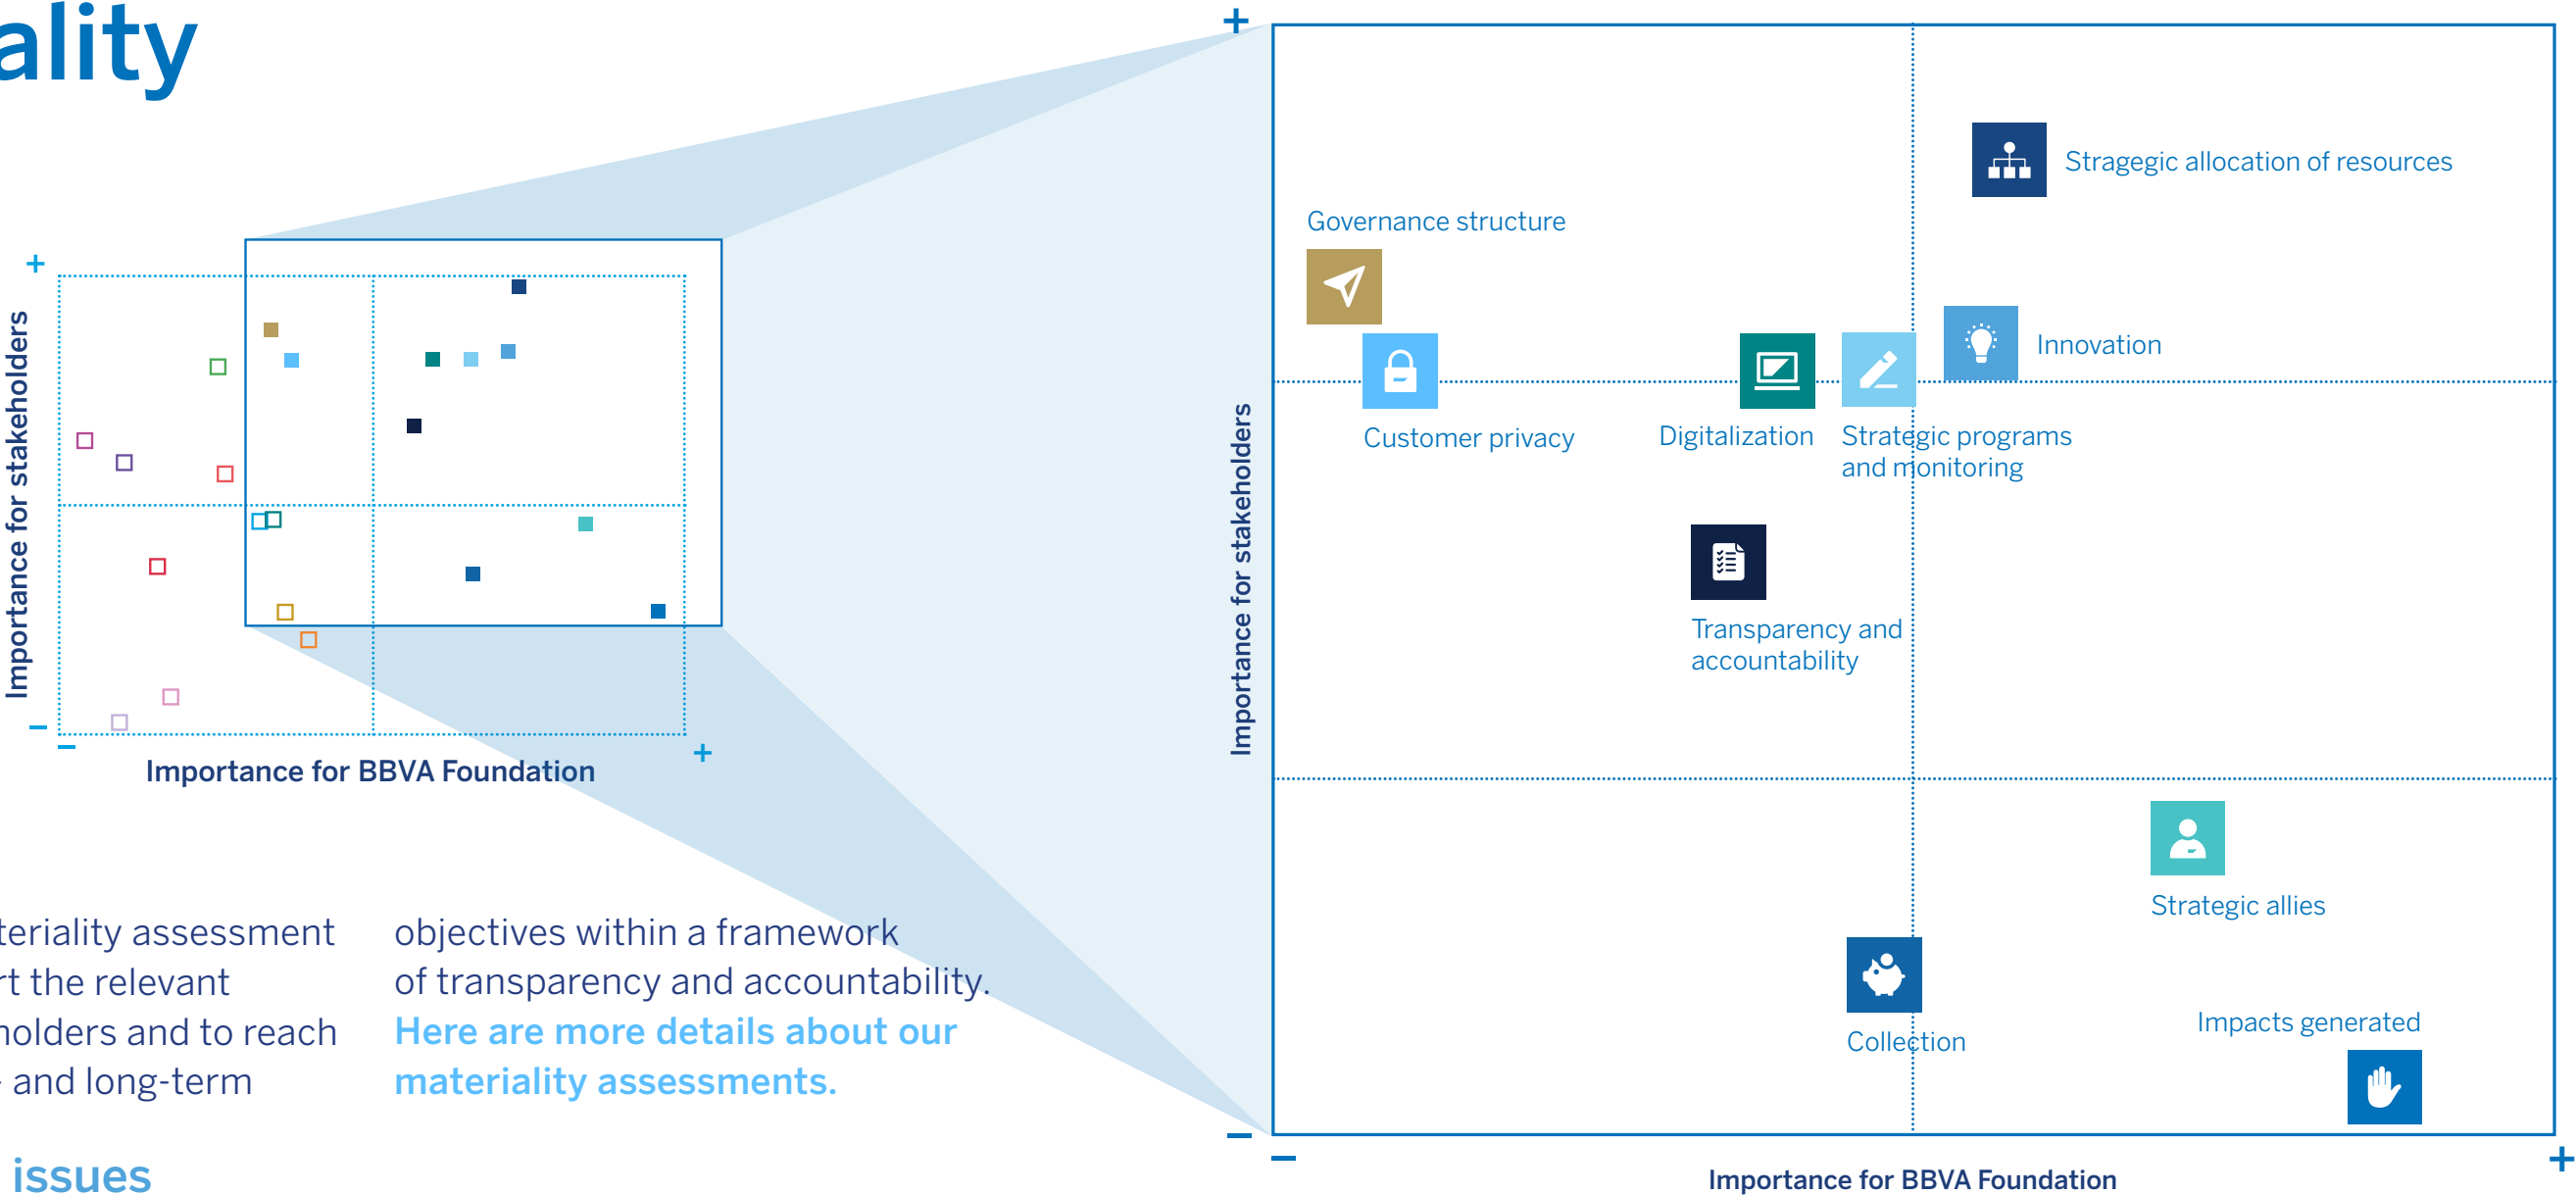 ality
+
Importance for stakeholders
−
−
+
Importance for BBVA Foundation
teriality assessment
rt the relevant
holders and to reach
- and long-term
objectives within a framework
of transparency and accountability.
Here are more details about our
materiality assessments.
issues
+
Importance for stakeholders
Stragegic allocation of resources
Governance structure
Innovation
Customer privacy
Digitalization
Strategic programs
and monitoring
Transparency and
accountability
Strategic allies
Collection
Impacts generated
−
−
+
Importance for BBVA Foundation